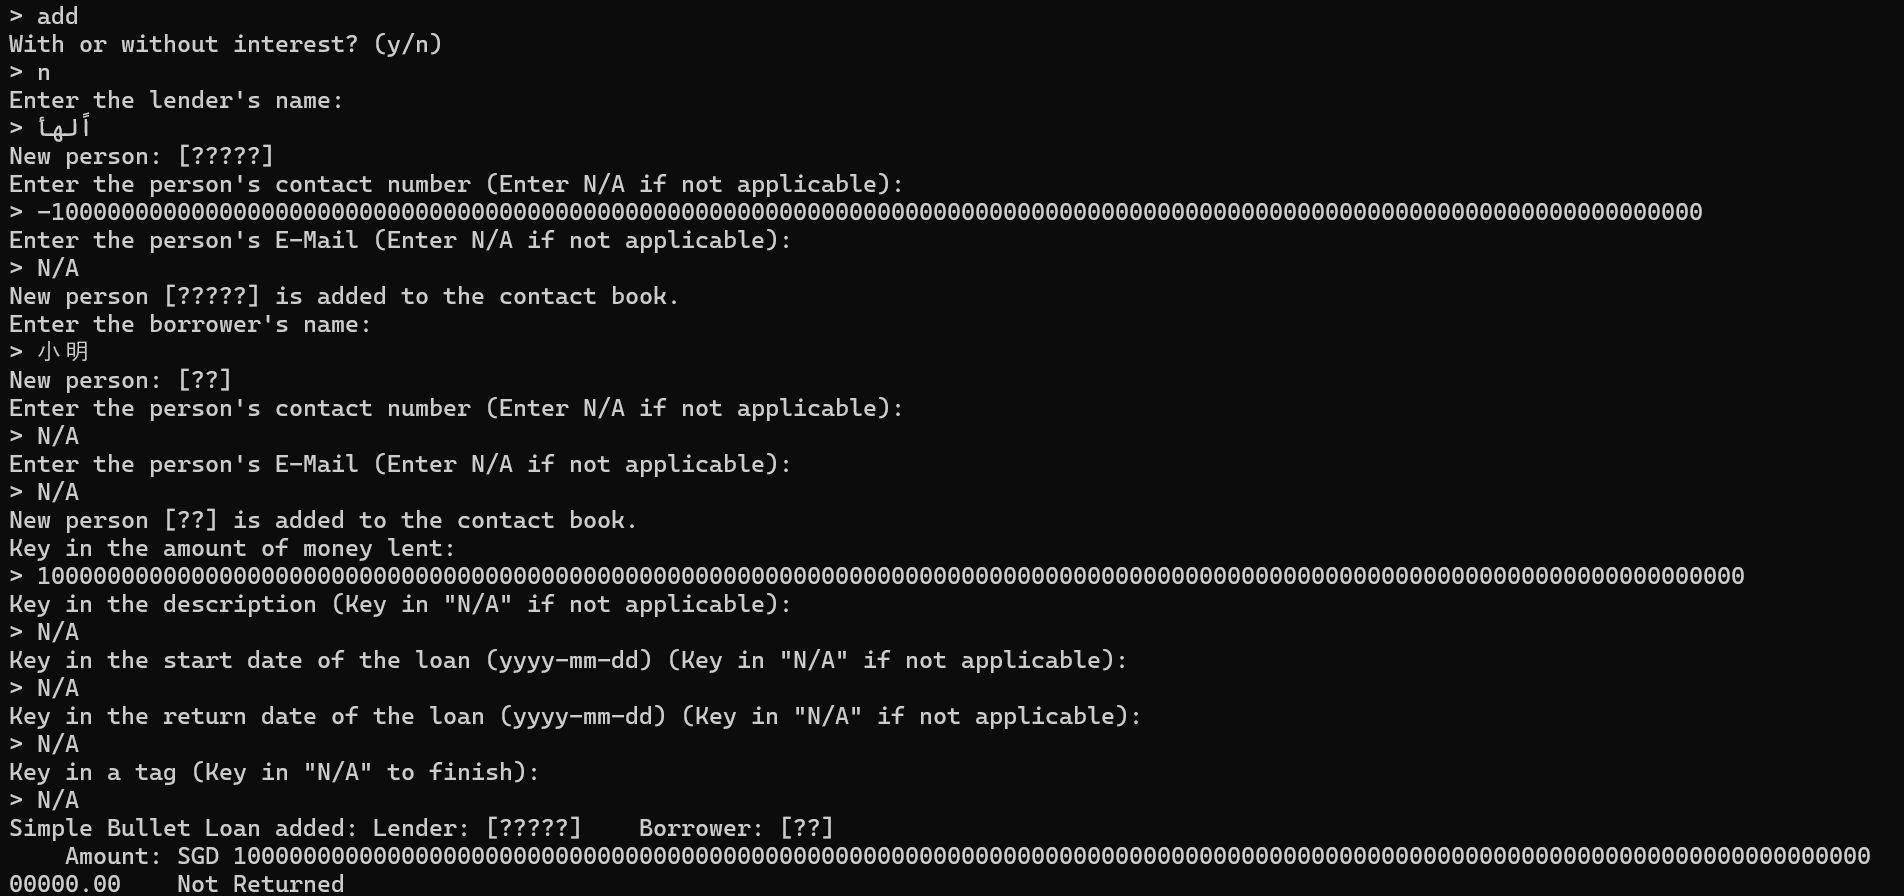 > add
With or without interest? (y/n)
> n
Enter the lender's name:
> اًلهأ
New person: [?????]
Enter the person's contact number (Enter N/A if not applicable):
> -1000000000000000000000000000000000000000000000000000000000000000000000000000000000000000000000000000000000000000000000
Enter the person's E-Mail (Enter N/A if not applicable):
> N/A
New person [?????] is added to the contact book.
Enter the borrower's name:
> 小明
New person: [??]
Enter the person's contact number (Enter N/A if not applicable):
> N/A
Enter the person's E-Mail (Enter N/A if not applicable):
> N/A
New person [??] is added to the contact book.
Key in the amount of money lent:
> 10000000000000000000000000000000000000000000000000000000000000000000000000000000000000000000000000000000000000000000000000
Key in the description (Key in "N/A" if not applicable):
> N/A
Key in the start date of the loan (yyyy-mm-dd) (Key in "N/A" if not applicable):
> N/A
Key in the return date of the loan (yyyy-mm-dd) (Key in "N/A" if not applicable):
> N/A
Key in a tag (Key in "N/A" to finish):
> N/A
Simple Bullet Loan added: Lender: [?????]    Borrower: [??]
    Amount: SGD 100000000000000000000000000000000000000000000000000000000000000000000000000000000000000000000000000000000000000000000
00000.00    Not Returned